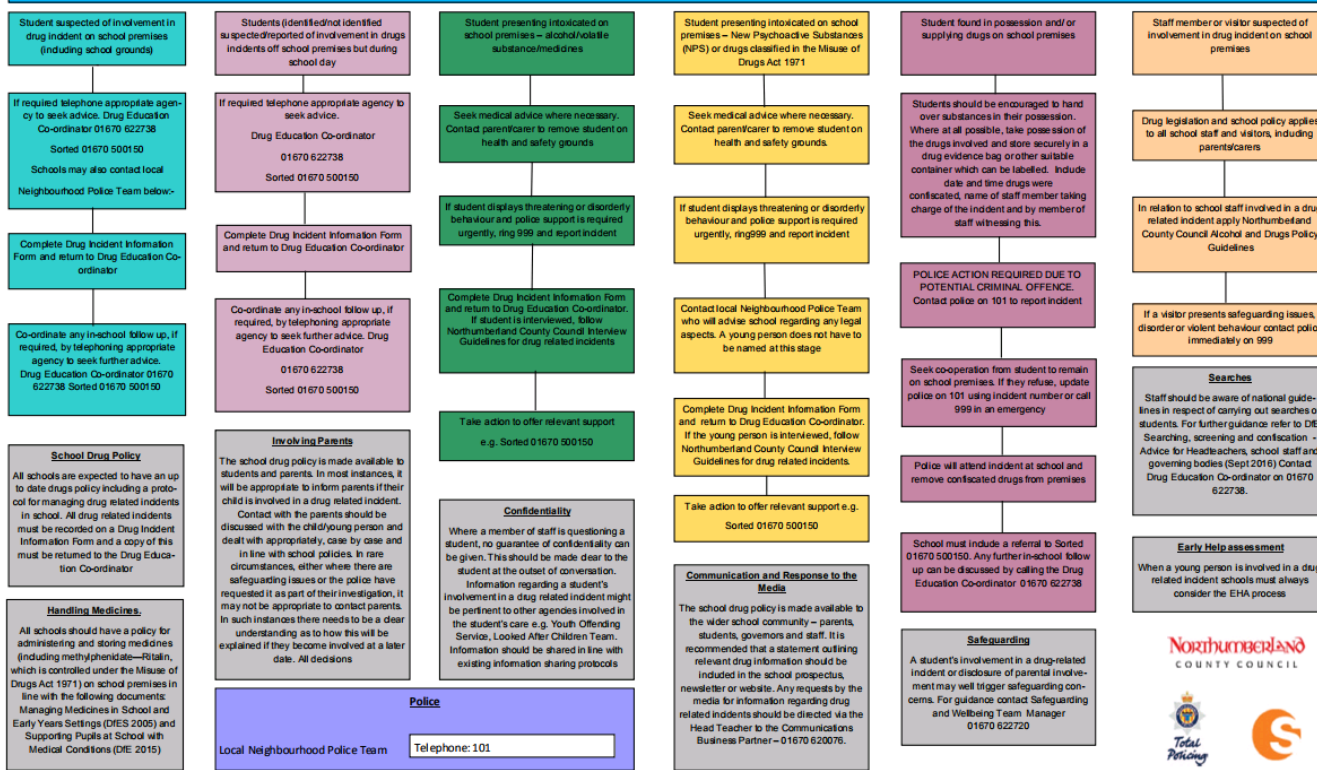 Student suspected of involvement in
drug incident on school premises
(including school grounds)
If required telephone appropriate agen-
cy to seek advice. Drug Education
Co-ordinator 01670 622738
Sorted 01670 500150
Schools may also contact local
Neighbourhood Police Team below:-
Complete Drug Incident Information
Form and return to Drug Education Co-
ordinator
Co-ordinate any in-school follow up, if
required, by telephoning appropriate
agency to seek further advice.
Drug Education Co-ordinator 01670
622738 Sorted 01670 500150
School Drug Policy
All schools are expected to have an up
to date drugs policy including a proto-
col for managing drug related incidents
in school. All drug related incidents
must be recorded on a Drug Incident
Information Form and a copy of this
must be returned to the Drug Educa-
tion Co-ordinator
Handling Medicines.
All schools should have a policy for
administering and storing medicines
(including methylphenidate—Ritalin,
which is controlled under the Misuse of
Drugs Act 1971) on school premises in
line with the following documents:
Managing Medicines in School and
Early Years Settings (DfES 2005) and
Supporting Pupils at School with
Medical Conditions (DfE 2015)
Students (identified/not identified
suspected/reported of involvement in drugs
incidents off school premises but during
school day
If required telephone appropriate agency to
seek advice.
Drug Education Co-ordinator
01670 622738
Sorted 01670 500150
Complete Drug Incident Information Form
and return to Drug Education Co-ordinator
Co-ordinate any in-school follow up, if
required, by telephoning appropriate
agency to seek further advice. Drug
Education Co-ordinator
01670 622738
Sorted 01670 500150
Involving Parents
The school drug policy is made available to
students and parents. In most instances, it
will be appropriate to inform parents if their
child is involved in a drug related incident.
Contact with the parents should be
discussed with the child/young person and
dealt with appropriately, case by case and
in line with school policies. In rare
circumstances, either where there are
safeguarding issues or the police have
requested it as part of their investigation, it
may not be appropriate to contact parents.
In such instances there needs to be a clear
understanding as to how this will be
explained if they become involved at a later
date. All decisions
Student presenting intoxicated on
school premises – alcohol/volatile
substance/medicines
Seek medical advice where necessary.
Contact parent/carer to remove student on
health and safety grounds
If student displays threatening or disorderly
behaviour and police support is required
urgently, ring 999 and report incident
Complete Drug Incident Information Form
and return to Drug Education Co-ordinator.
If student is interviewed, follow
Northumberland County Council Interview
Guidelines for drug related incidents
Take action to offer relevant support
e.g. Sorted 01670 500150
Confidentiality
Where a member of staff is questioning a
student, no guarantee of confidentiality can
be given. This should be made clear to the
student at the outset of conversation.
Information regarding a student's
involvement in a drug related incident might
be pertinent to other agencies involved in
the student's care e.g. Youth Offending
Service, Looked After Children Team.
Information should be shared in line with
existing information sharing protocols
Police
Local Neighbourhood Police Team
Telephone: 101
Student presenting intoxicated on school
premises – New Psychoactive Substances
(NPS) or drugs classified in the Misuse of
Drugs Act 1971
Seek medical advice where necessary.
Contact parent/carer to remove student on
health and safety grounds.
If student displays threatening or disorderly
behaviour and police support is required
urgently, ring999 and report incident
Contact local Neighbourhood Police Team
who will advise school regarding any legal
aspects. A young person does not have to
be named at this stage
Complete Drug Incident Information Form
and return to Drug Education Co-ordinator.
If the young person is interviewed, follow
Northumberland County Council Interview
Guidelines for drug related incidents.
Take action to offer relevant support e.g.
Sorted 01670 500150
Communication and Response to the
Media
The school drug policy is made available to
the wider school community – parents,
students, governors and staff. It is
recommended that a statement outlining
relevant drug information should be
included in the school prospectus,
newsletter or website. Any requests by the
media for information regarding drug
related incidents should be directed via the
Head Teacher to the Communications
Business Partner – 01670 620076.
Student found in possession and/ or
supplying drugs on school premises
Students should be encouraged to hand
over substances in their possession.
Where at all possible, take possession of
the drugs involved and store securely in a
drug evidence bag or other suitable
container which can be labelled. Include
date and time drugs were
confiscated, name of staff member taking
charge of the incident and by member of
staff witnessing this.
POLICE ACTION REQUIRED DUE TO
POTENTIAL CRIMINAL OFFENCE.
Contact police on 101 to report incident
Seek co-operation from student to remain
on school premises. If they refuse, update
police on 101 using incident number or call
999 in an emergency
Police will attend incident at school and
remove confiscated drugs from premises
School must include a referral to Sorted
01670 500150. Any further in-school follow
up can be discussed by calling the Drug
Education Co-ordinator 01670 622738
Safeguarding
A student's involvement in a drug-related
incident or disclosure of parental involve-
ment may well trigger safeguarding con-
cerns. For guidance contact Safeguarding
and Wellbeing Team Manager
01670 622720
Staff member or visitor suspected of
involvement in drug incident on school
premises
Drug legislation and school policy applies
to all school staff and visitors, including
parents/carers
In relation to school staff involved in a drug
related incident apply Northumberland
County Council Alcohol and Drugs Policy
Guidelines
If a visitor presents safeguarding issues,
disorder or violent behaviour contact police
immediately on 999
Searches
Staff should be aware of national guide-
lines in respect of carrying out searches o
students. For further guidance refer to DfE
Searching, screening and confiscation -
Advice for Headteachers, school staff and
governing bodies (Sept 2016) Contact
Drug Education Co-ordinator on 01670
622738.
Early Help assessment
When a young person is involved in a drug
related incident schools must always
consider the EHA process
NORTHUMBERLAND
COUNTY COUNCIL
Total
Policing